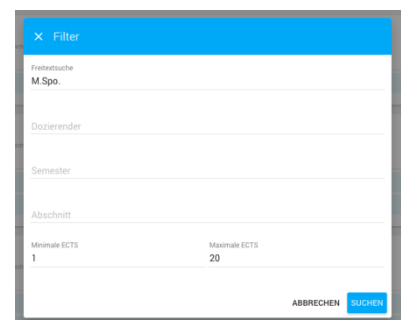 × Filter
Freitextsuche
M.Spo.
Dozierender
Semester
Abschnitt
Minimale ECTS Maximale ECTS
1 20
ABBRECHEN SUCHEN